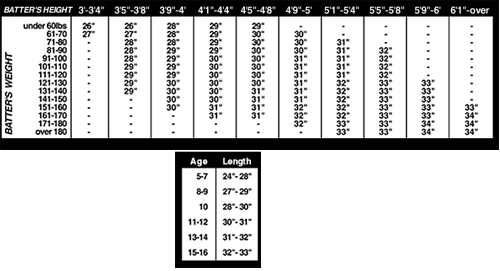 BATTER'S HEIGHT 3'-3'4" 3'5"-3'8" 3'9"-4' 4'1"-4'4" 4'5"-4'8" 4'9"-5' 5'1"-5'4" 5'5"-5'8" 5'9"-6' 6'1"-over
BATTER'S WEIGHT
under 60lbs 26" 26" 28" 29" 29" - - - - -
61-70 27" 27" 28" 29" 30" 30" - - - -
71-80 - 28" 28" 29" 30" 30" 31" - - -
81-90 - 28" 29" 29" 30" 30" 31" 32" - -
91-100 - 28" 29" 30" 30" 31" 31" 32" - -
101-110 - 29" 29" 30" 30" 31" 31" 32" - -
111-120 - 29" 29" 30" 30" 31" 31" 32" - -
121-130 - 29" 30" 30" 30" 31" 32" 33" 33" -
131-140 - 29" 30" 30" 31" 31" 32" 33" 33" -
141-150 - - 30" 30" 31" 31" 32" 33" 33" -
151-160 - - 30" 31" 31" 32" 32" 33" 33" 33"
161-170 - - - 31" 31" 32" 32" 33" 33" 34"
171-180 - - - - - 32" 33" 33" 34" 34"
over 180 - - - - - - 33" 33" 34" 34"
Age Length
5-7 24"- 28"
8-9 27"- 29"
10 28"- 30"
11-12 30"- 31"
13-14 31"- 32"
15-16 32"- 33"